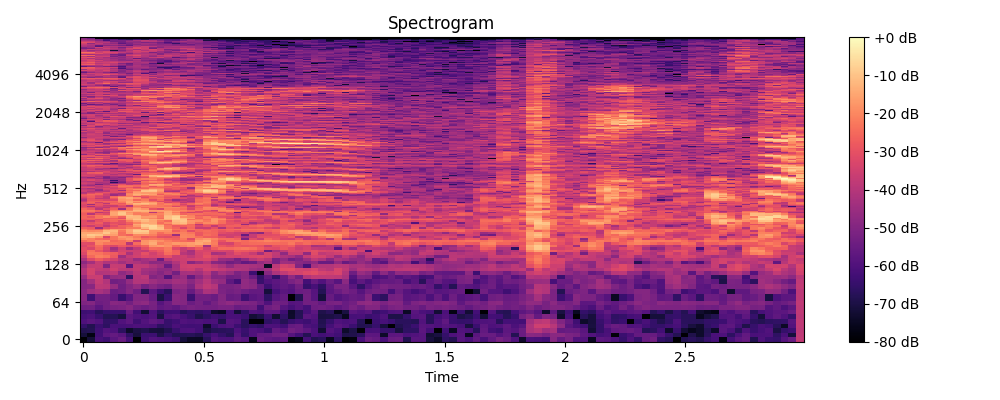 Spectrogram
+0 dB
4096
-10 dB
2048
-20 dB
1024
-30 dB
512
-40 dB
Hz
256
-50 dB
128
-60 dB
64
-70 dB
0
-80 dB
0 0.5 1 1.5 2 2.5
Time